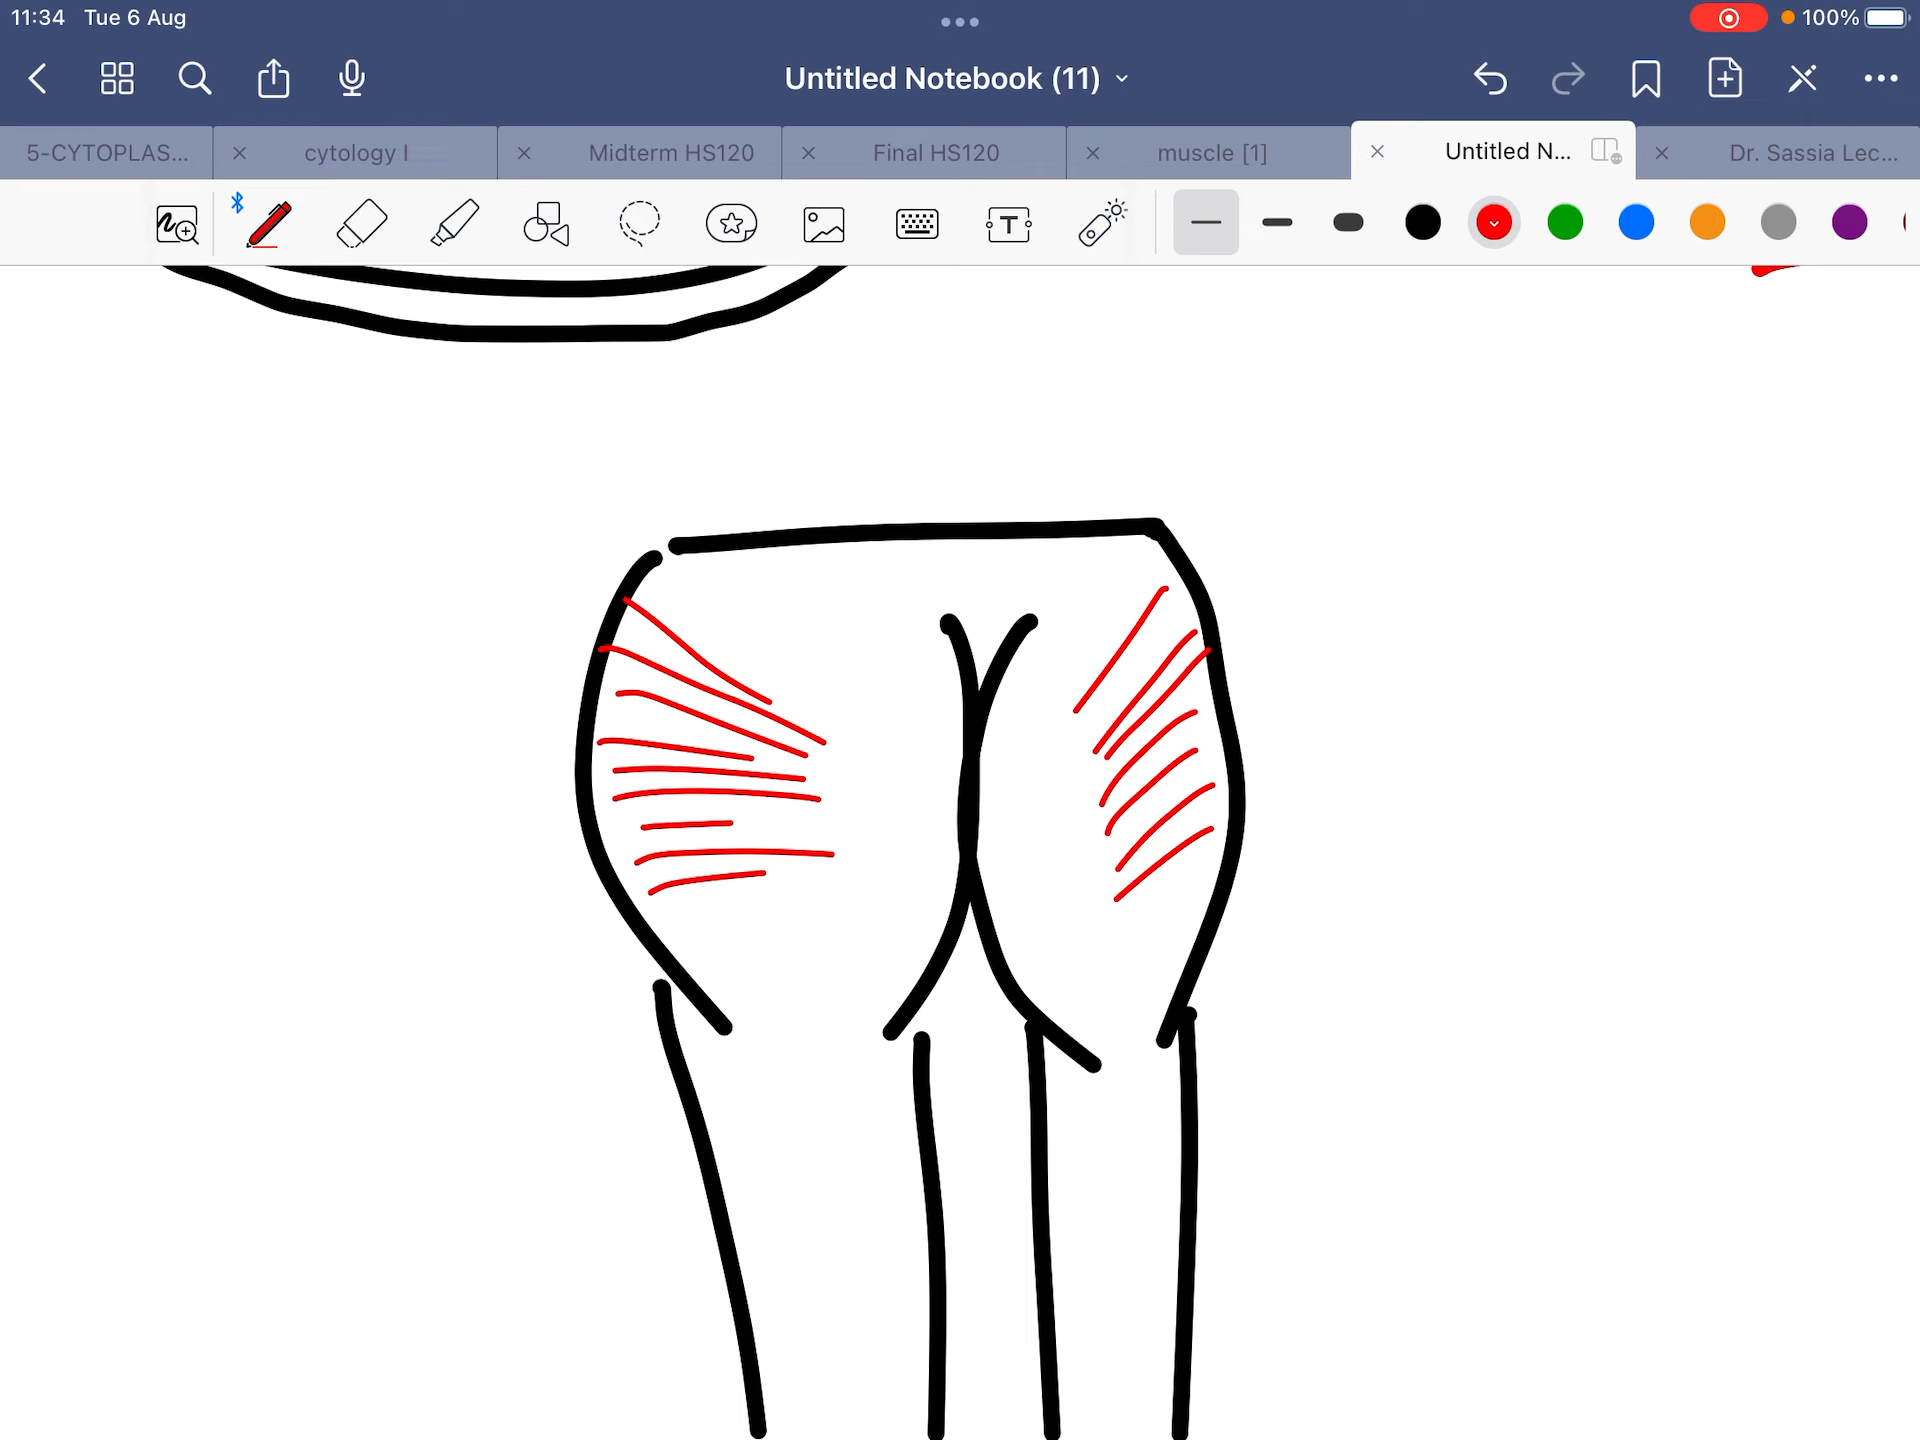 11:34 Tue 6 Aug
100%
Untitled Notebook (11)
5-CYTOPLAS...
cytology I
Midterm HS120
Final HS120
muscle [1]
Untitled N...
Dr. Sassia Lec...
T